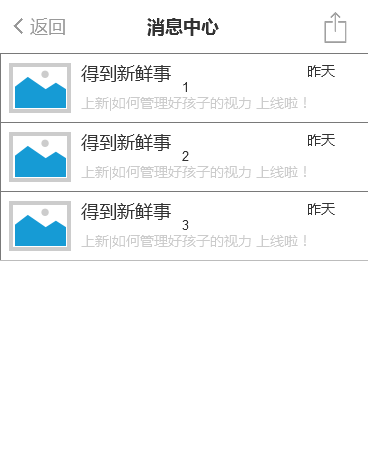 返回
消息中心
得到新鲜事
昨天
1
上新|如何管理好孩子的视力 上线啦！
得到新鲜事
昨天
2
上新|如何管理好孩子的视力 上线啦！
得到新鲜事
昨天
3
上新|如何管理好孩子的视力 上线啦！